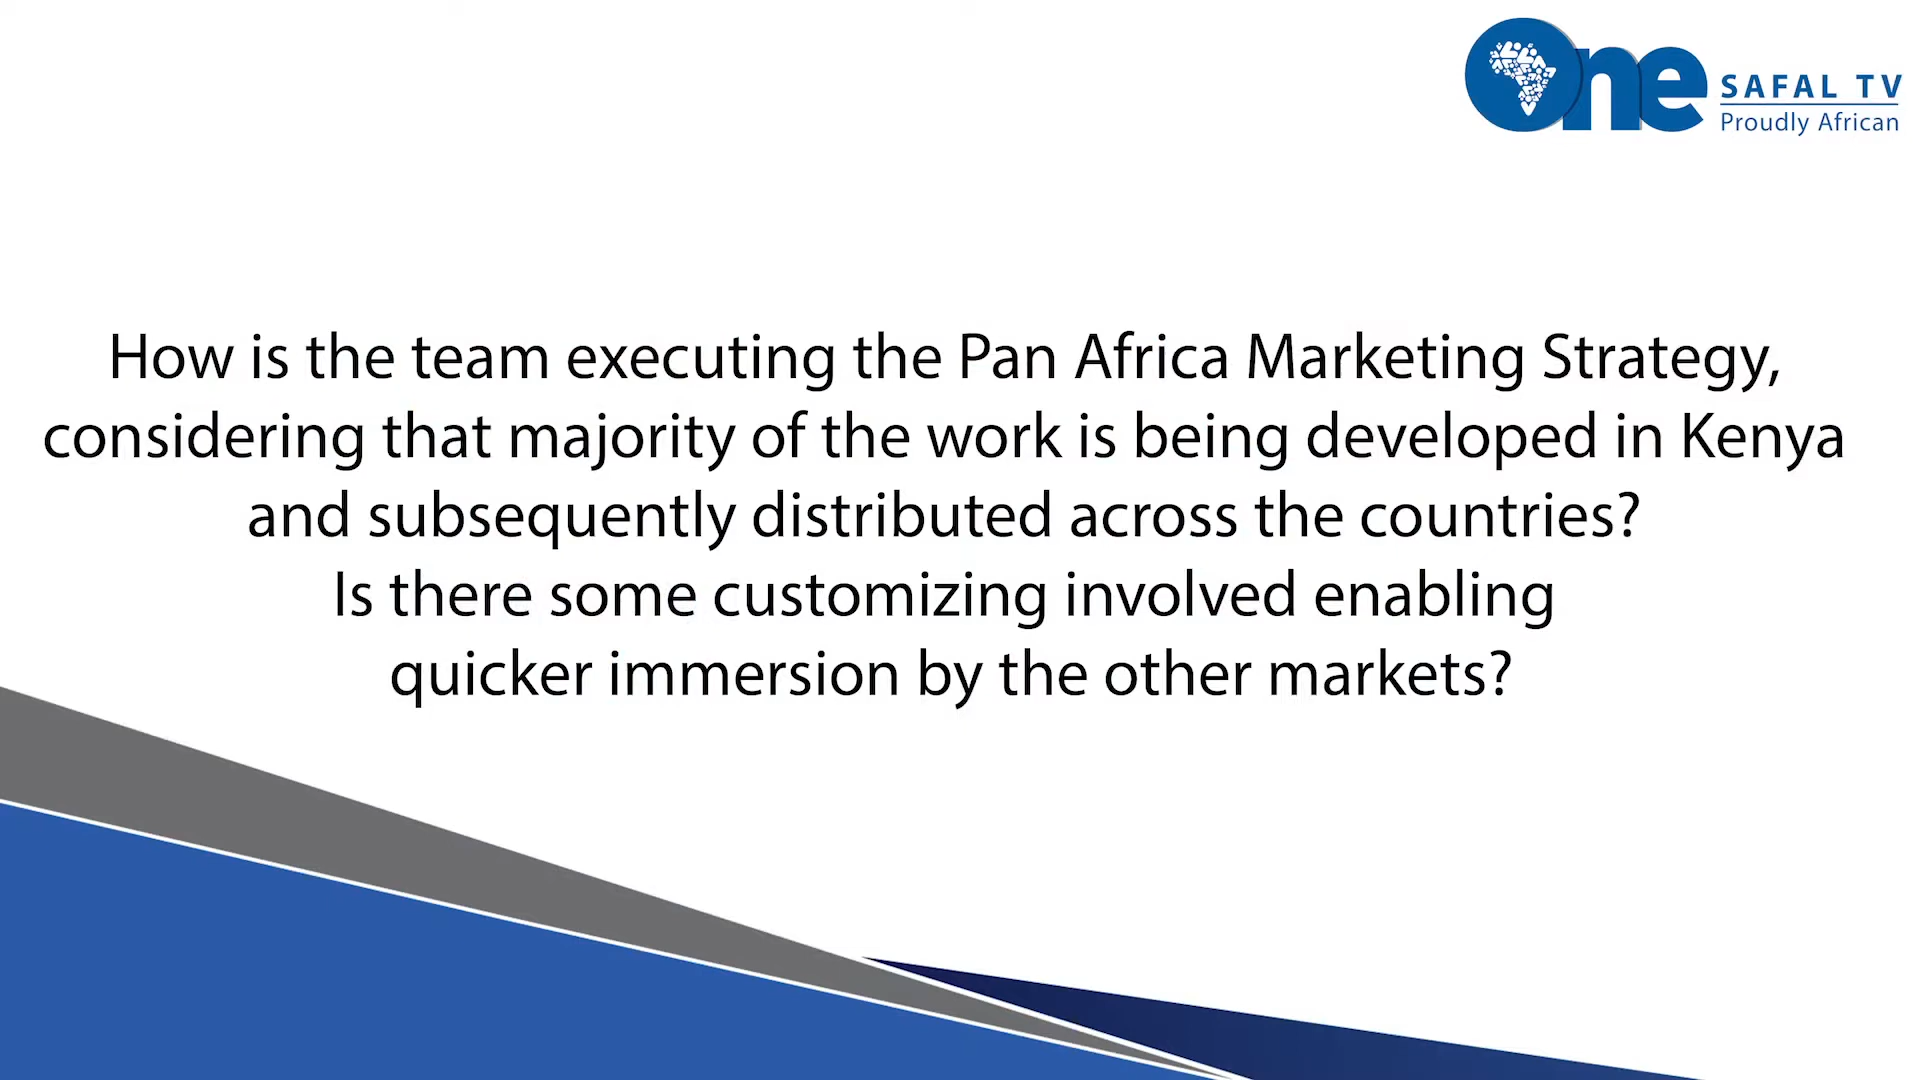 One
SAFAL TV
Proudly African
How is the team executing the Pan Africa Marketing Strategy,
considering that majority of the work is being developed in Kenya
and subsequently distributed across the countries?
Is there some customizing involved enabling
quicker immersion by the other markets?